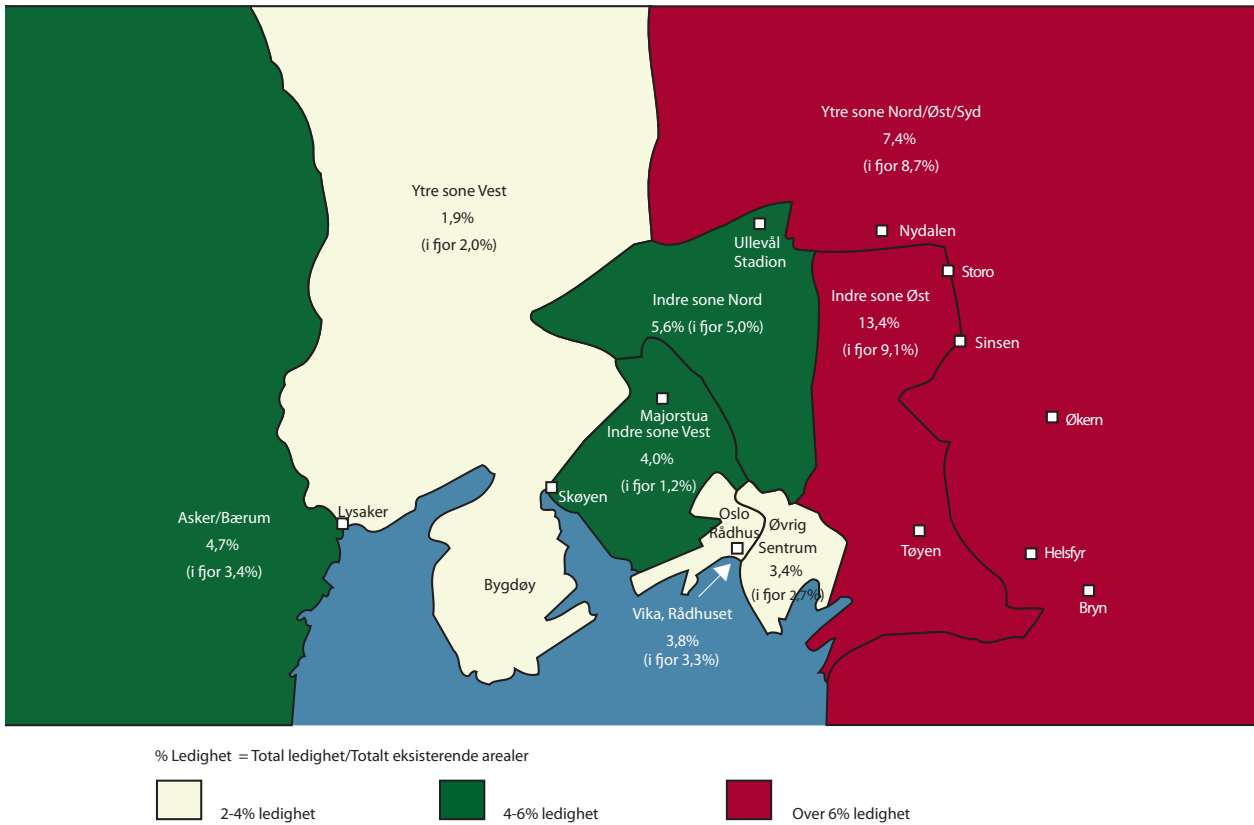 Ytre sone Nord/Øst/Syd
7,4%
(i fjor 8,7%)
Ytre sone Vest
1,9%
(i fjor 2,0%)
Ullevål
Stadion
Nydalen
Storo
Indre sone Nord
5,6% (i fjor 5,0%)
Indre sone Øst
13,4%
(i fjor 9,1%)
Sinsen
Majorstua
Indre sone Vest
4,0%
(i fjor 1,2%)
Økern
Skøyen
Lysaker
Asker/Bærum
4,7%
(i fjor 3,4%)
Oslo
Rådhus
Øvrig
Sentrum
3,4%
(i fjor 2,7%)
Tøyen
Helsfyr
Bryn
Bygdøy
Vika, Rådhuset
3,8%
(i fjor 3,3%)
% Ledighet = Total ledighet/Totalt eksisterende arealer
2-4% ledighet
4-6% ledighet
Over 6% ledighet